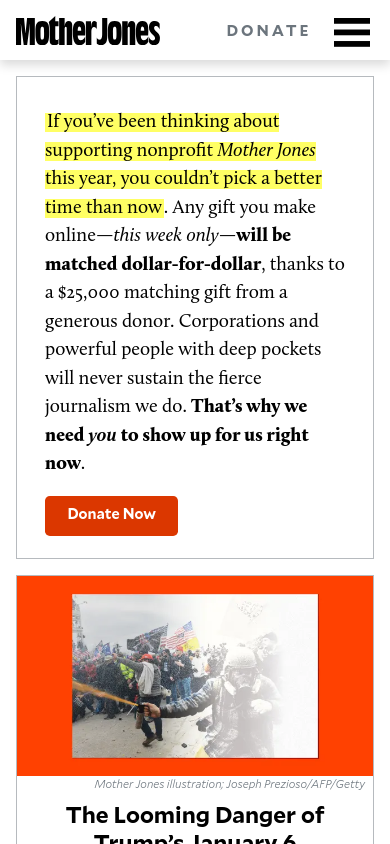 Mother Jones
DONATE
If you’ve been thinking about
supporting nonprofit Mother Jones
this year, you couldn’t pick a better
time than now. Any gift you make
online—this week only—will be
matched dollar-for-dollar, thanks to
a $25,000 matching gift from a
generous donor. Corporations and
powerful people with deep pockets
will never sustain the fierce
journalism we do. That’s why we
need you to show up for us right
now.
Donate Now
Mother Jones illustration; Joseph Prezioso/AFP/Getty
The Looming Danger of
Trump’s January 6